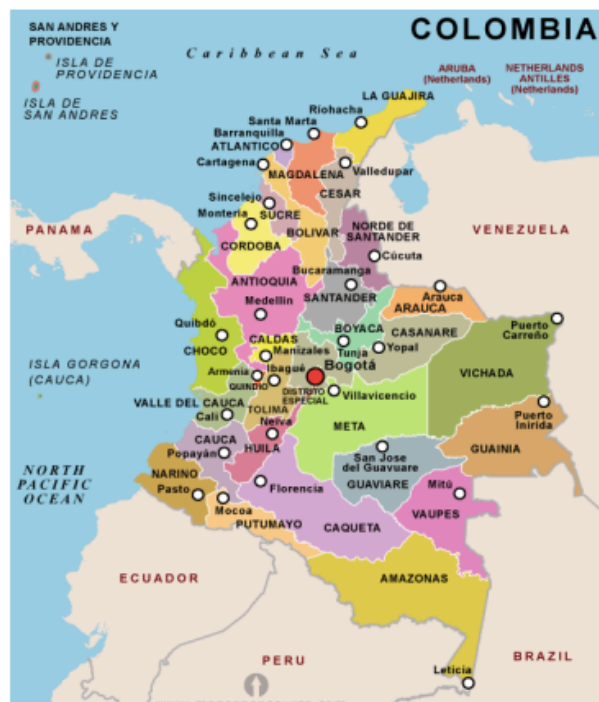 COLOMBIA
SAN ANDRES Y
PROVIDENCIA
ISLA DE
PROVIDENCIA
ISLA DE
SAN ANDRES
Caribbean Sea
ARUBA
(Netherlands)
NETHERLANDS
ANTILLES
(Netherlands)
LA GUAJIRA
Riohacha
Santa Marta
Barranquilla
ATLANTICO
Cartagena
MAGDALENA
Valledupar
CESAR
Sincelejo
SUCRE
Monteria
BOLIVAR
NORDE DE
SANTANDER
PANAMA
VENEZUELA
CORDOBA
Cúcuta
Bucaramanga
ANTIOQUIA
SANTANDER
Arauca
ARAUCA
Medellin
Quibdó
BOYACA
CASANARE
Puerto
Carreño
CHOCO
CALDAS
Manizales
Tunja
Yopal
ISLA GORGONA
(CAUCA)
Armenia
Ibagué
Bogotá
VICHADA
QUINDIO
DISTRITO
ESPECIAL
Villavicencio
VALLE DEL CAUCA
Cali
TOLIMA
Neiva
META
Puerto
Inirida
CAUCA
HUILA
Popayán
San Jose
del Guavuare
GUAINIA
NORTH
PACIFIC
OCEAN
NARINO
Pasto
Florencia
GUAVIARE
Mitú
Mocoa
PUTUMAYO
CAQUETA
VAUPES
ECUADOR
AMAZONAS
PERU
BRAZIL
Leticia